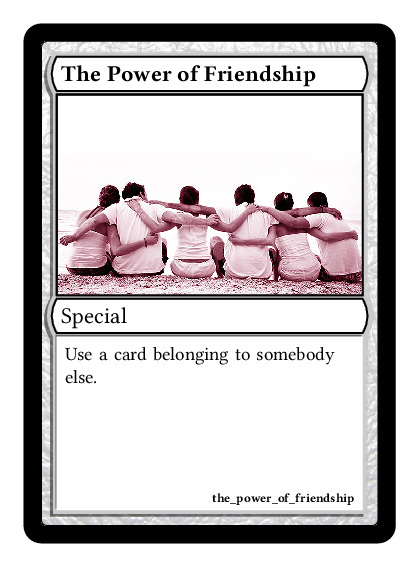 The Power of Friendship
Special
Use a card belonging to somebody
else.
the_power_of_friendship